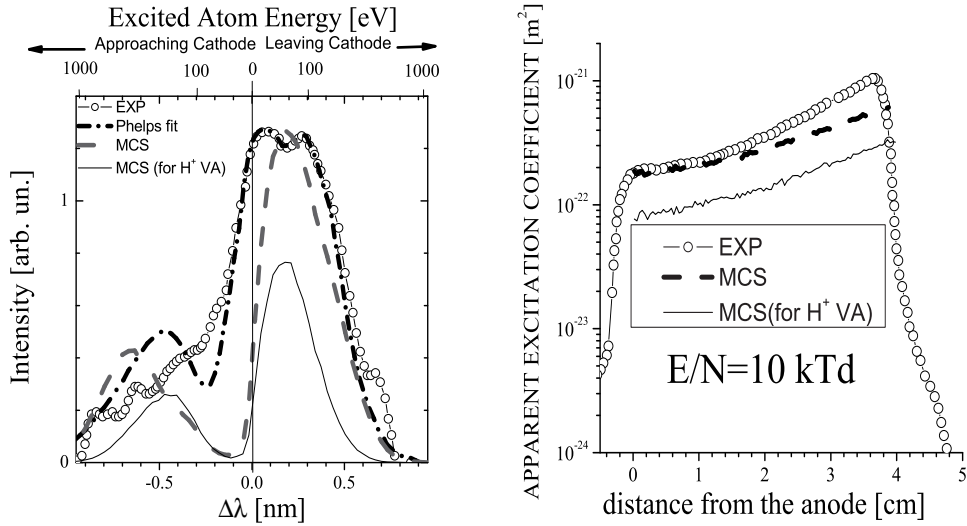 Excited Atom Energy [eV]
Approaching Cathode Leaving Cathode
1000 100 0 100 1000
EXP
Phelps fit
MCS
MCS (for H⁺ VA)
1
0
Intensity [arb. un.]
-0.5 0.0 0.5
Δλ [nm]
APPARENT EXCITATION COEFFICIENT [m²]
10⁻²¹
10⁻²²
10⁻²³
10⁻²⁴
EXP
MCS
MCS(for H⁺ VA)
E/N=10 kTd
0 1 2 3 4 5
distance from the anode [cm]